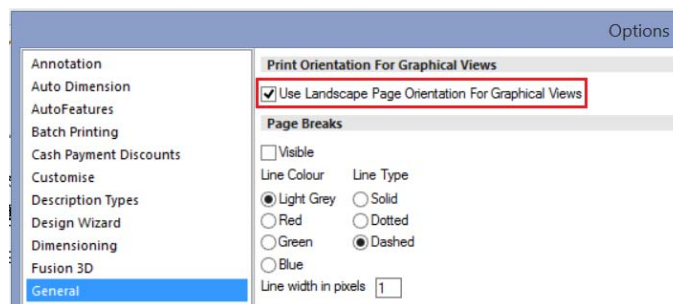 Options
Annotation
Auto Dimension
AutoFeatures
Batch Printing
Cash Payment Discounts
Customise
Description Types
Design Wizard
Dimensioning
Fusion 3D
General
Print Orientation For Graphical Views
Use Landscape Page Orientation For Graphical Views
Page Breaks
Visible
Line Colour Line Type
Light Grey Solid
Red Dotted
Green Dashed
Blue
Line width in pixels 1